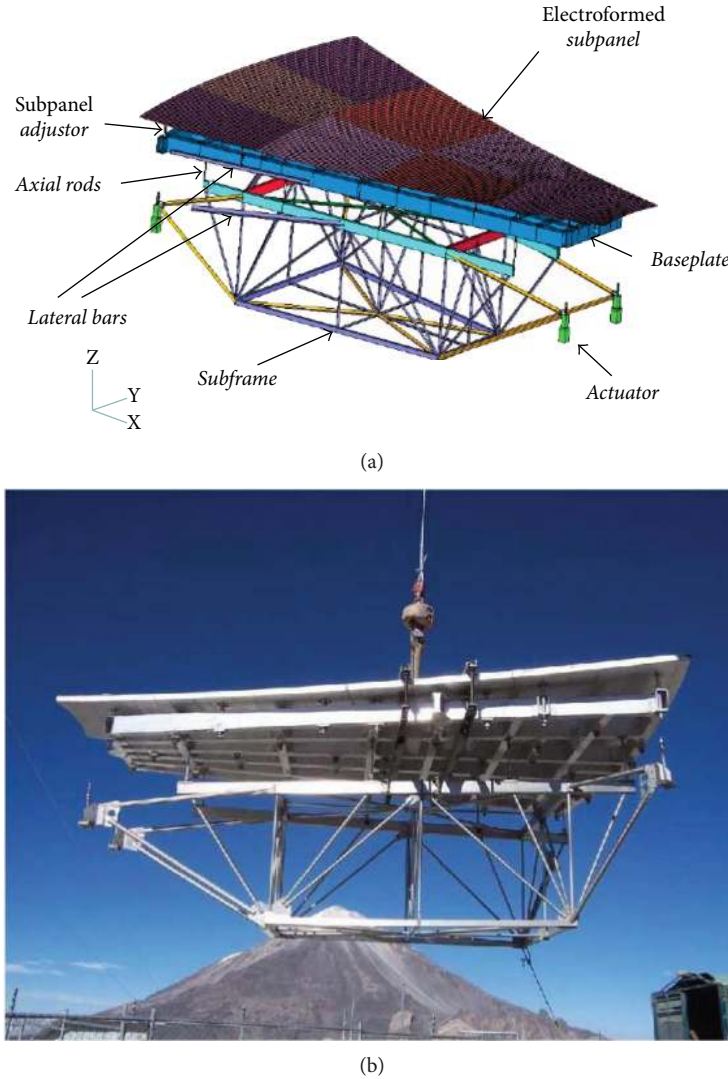 Electroformed
subpanel
Subpanel
adjustor
Axial rods
Baseplate
Lateral bars
Subframe
Actuator
Z
Y
X
(a)
(b)